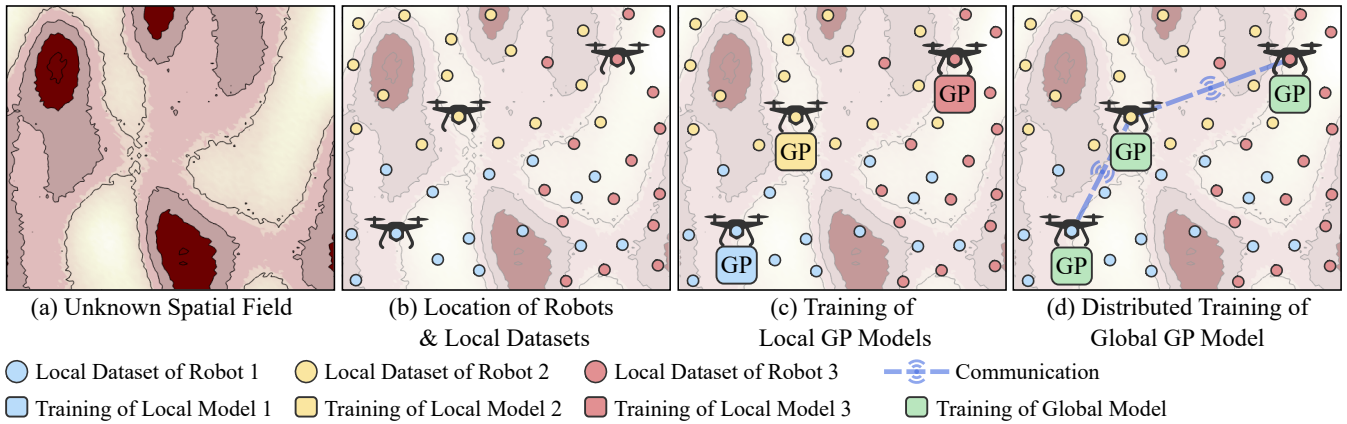 GP
GP
GP
GP
GP
GP
(a) Unknown Spatial Field
(b) Location of Robots
& Local Datasets
(c) Training of
Local GP Models
(d) Distributed Training of
Global GP Model
Local Dataset of Robot 1
Local Dataset of Robot 2
Local Dataset of Robot 3
Communication
Training of Local Model 1
Training of Local Model 2
Training of Local Model 3
Training of Global Model